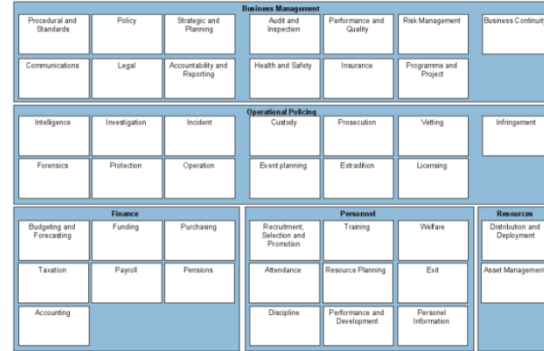 Business Management
Procedural and
Standards
Policy
Strategic and
Planning
Audit and
Inspection
Performance and
Quality
Risk Management
Business Continuity
Communications
Legal
Accountability and
Reporting
Health and Safety
Insurance
Programme and
Project
Operational Policing
Intelligence
Investigation
Incident
Custody
Prosecution
Vetting
Infringement
Forensics
Protection
Operation
Event planning
Extradition
Licensing
Finance
Budgeting and
Forecasting
Funding
Purchasing
Taxation
Payroll
Pensions
Accounting
Personnel
Recruitment,
Selection and
Promotion
Training
Welfare
Attendance
Resource Planning
Exit
Discipline
Performance and
Development
Personel
Information
Resources
Distribution and
Deployment
Asset Management